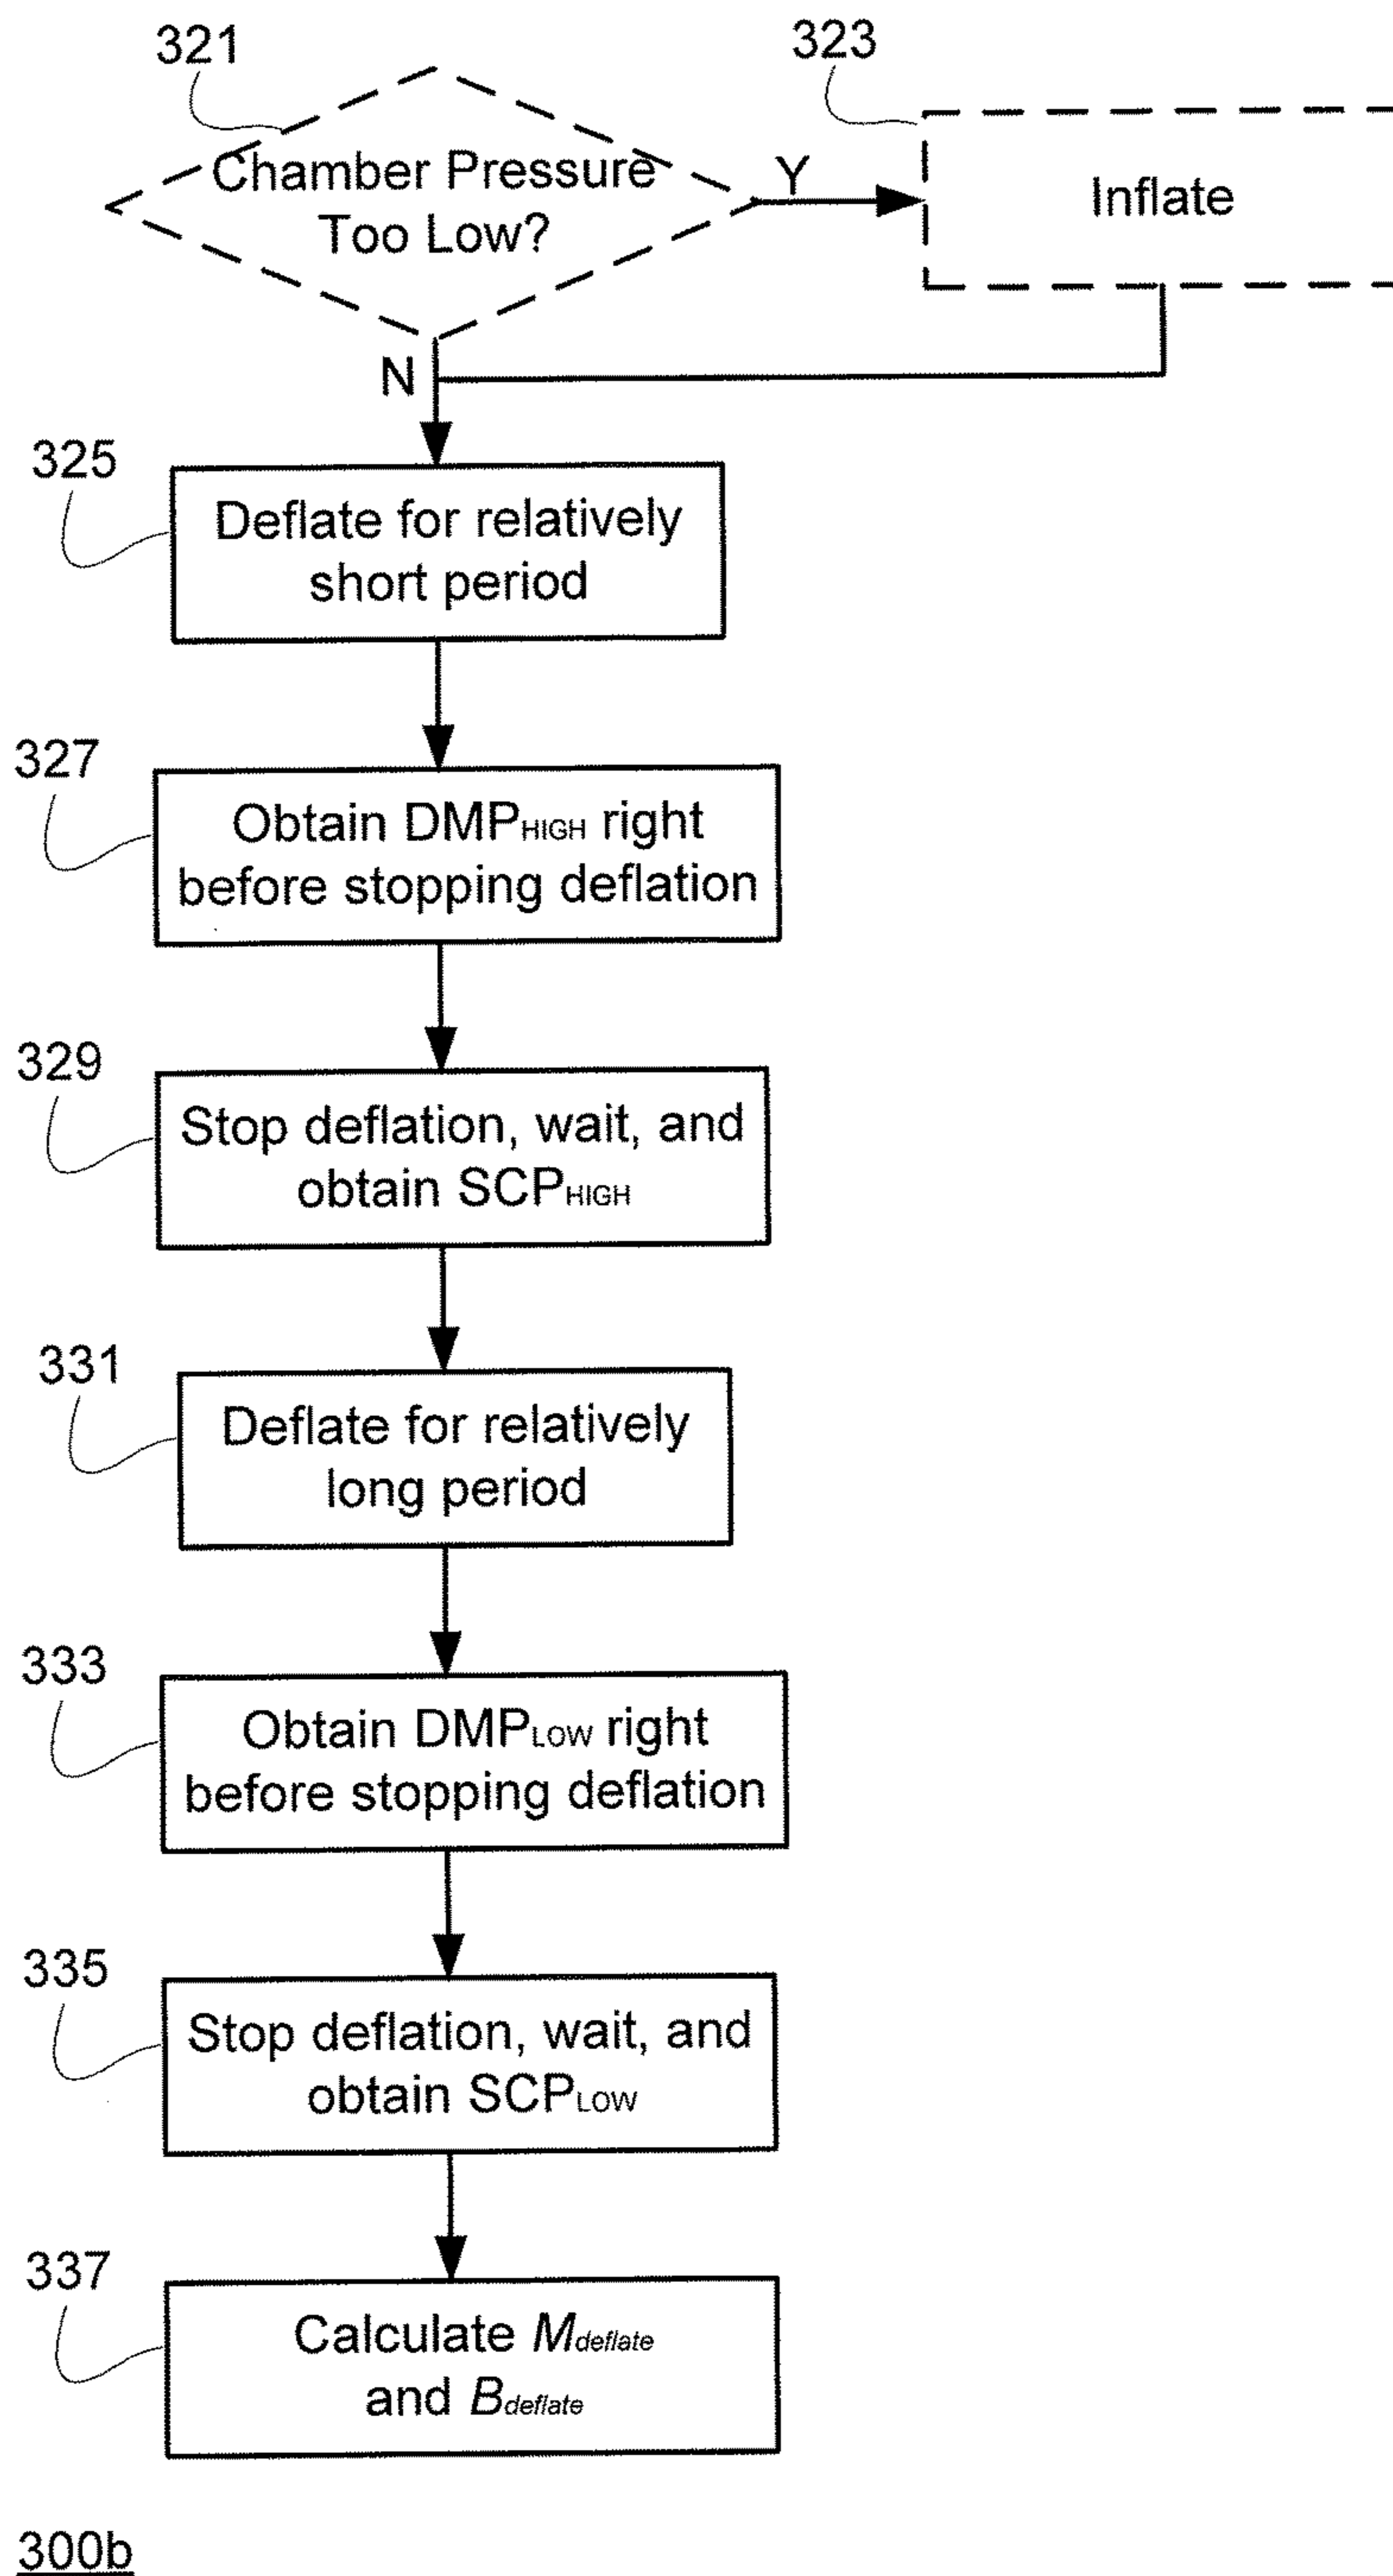 321
323
Chamber Pressure
Too Low?
Y
Inflate
N
325
Deflate for relatively
short period
327
Obtain DMPHIGH right
before stopping deflation
329
Stop deflation, wait, and
obtain SCPHIGH
331
Deflate for relatively
long period
333
Obtain DMPLOW right
before stopping deflation
335
Stop deflation, wait, and
obtain SCPLOW
337
Calculate Mdeflate
and Bdeflate
300b